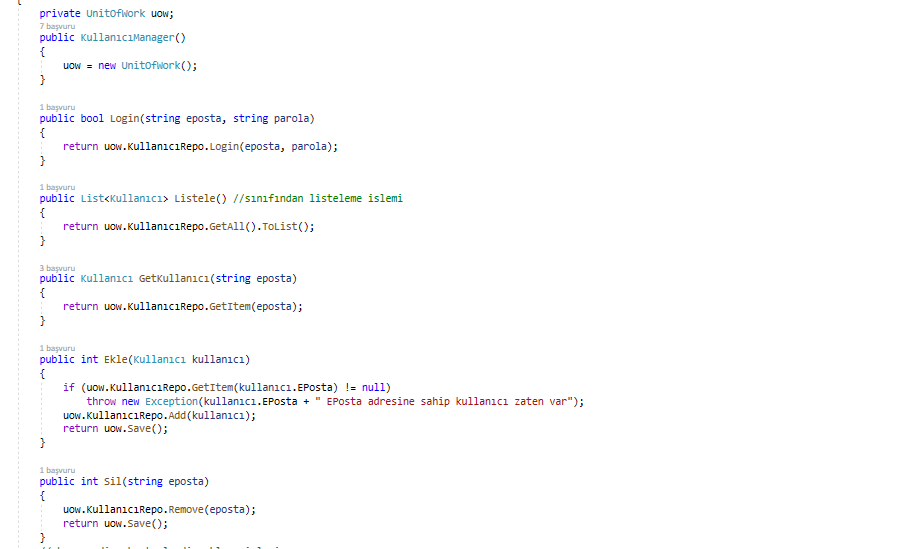 {
private UnitOfWork uow;
7 başvuru
public KullanıcıManager()
{
uow = new UnitOfWork();
}
1 başvuru
public bool Login(string eposta, string parola)
{
return uow.KullanıcıRepo.Login(eposta, parola);
}
1 başvuru
public List<Kullanıcı> Listele() //sınıfından listeleme islemi
{
return uow.KullanıcıRepo.GetAll().ToList();
}
3 başvuru
public Kullanıcı GetKullanıcı(string eposta)
{
return uow.KullanıcıRepo.GetItem(eposta);
}
1 başvuru
public int Ekle(Kullanıcı kullanıcı)
{
if (uow.KullanıcıRepo.GetItem(kullanıcı.EPosta) != null)
throw new Exception(kullanıcı.EPosta + " EPosta adresine sahip kullanıcı zaten var");
uow.KullanıcıRepo.Add(kullanıcı);
return uow.Save();
}
1 başvuru
public int Sil(string eposta)
{
uow.KullanıcıRepo.Remove(eposta);
return uow.Save();
}